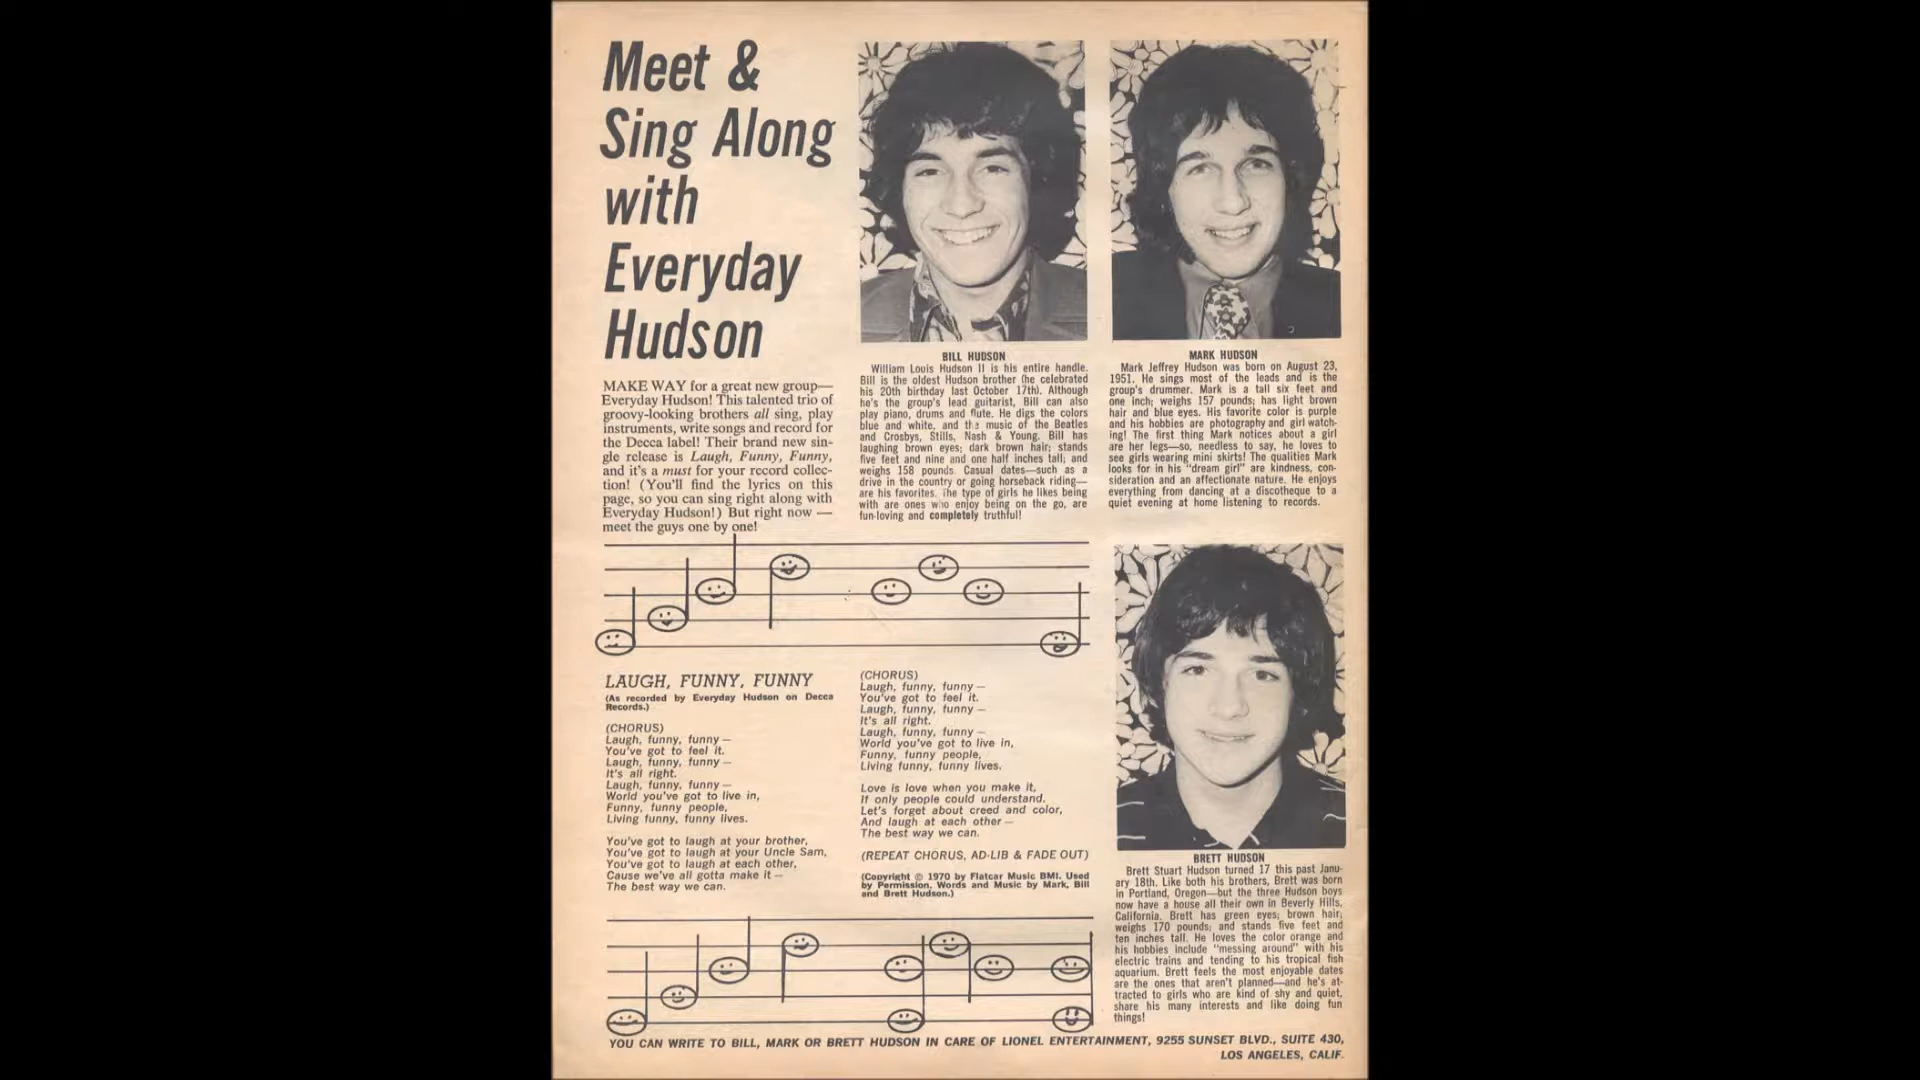 Meet &
Sing Along
with
Everyday
Hudson
MAKE WAY for a great new group—
Everyday Hudson! This talented trio of
groovy-looking brothers all sing, play
instruments, write songs and record for
the Decca label! Their brand new sin-
gle release is Laugh, Funny, Funny,
and it's a must for your record collec-
tion! (You'll find the lyrics on this
page, so you can sing right along with
Everyday Hudson!) But right now —
meet the guys one by one!
BILL HUDSON
William Louis Hudson II is his entire handle.
Bill is the oldest Hudson brother (he celebrated
his 20th birthday last October 17th). Although
he's the group's lead guitarist, Bill can also
play piano, drums and flute. He digs the colors
blue and white, and the music of the Beatles
and Crosbys, Stills, Nash & Young. Bill has
laughing brown eyes; dark brown hair; stands
five feet and nine and one half inches tall; and
weighs 158 pounds. Casual dates—such as a
drive in the country or going horseback riding—
are his favorites. The type of girls he likes being
with are ones who enjoy being on the go, are
fun-loving and completely truthful!
MARK HUDSON
Mark Jeffrey Hudson was born on August 23,
1951. He sings most of the leads and is the
group's drummer. Mark is a tall six feet and
one inch; weighs 157 pounds; has light brown
hair and blue eyes. His favorite color is purple
and his hobbies are photography and girl watch-
ing! The first thing Mark notices about a girl
are her legs—so, needless to say, he loves to
see girls wearing mini skirts! The qualities Mark
looks for in his "dream girl" are kindness, con-
sideration and an affectionate nature. He enjoys
everything from dancing at a discotheque to a
quiet evening at home listening to records.
LAUGH, FUNNY, FUNNY
(As recorded by Everyday Hudson on Decca
Records.)
(CHORUS)
Laugh, funny, funny —
You've got to feel it.
Laugh, funny, funny —
It's all right.
Laugh, funny, funny —
World you've got to live in,
Funny, funny people,
Living funny, funny lives.
You've got to laugh at your brother,
You've got to laugh at your Uncle Sam,
You've got to laugh at each other,
Cause we've all gotta make it —
The best way we can.
(CHORUS)
Laugh, funny, funny —
You've got to feel it.
Laugh, funny, funny —
It's all right.
Laugh, funny, funny —
World you've got to live in,
Funny, funny people,
Living funny, funny lives.
Love is love when you make it,
If only people could understand.
Let's forget about creed and color,
And laugh at each other —
The best way we can.
(REPEAT CHORUS, AD-LIB & FADE OUT)
(Copyright © 1970 by Flatcar Music BMI. Used
by Permission. Words and Music by Mark, Bill
and Brett Hudson.)
BRETT HUDSON
Brett Stuart Hudson turned 17 this past Janu-
ary 18th. Like both his brothers, Brett was born
in Portland, Oregon—but the three Hudson boys
now have a house all their own in Beverly Hills,
California. Brett has green eyes; brown hair;
weighs 170 pounds; and stands five feet and
ten inches tall. He loves the color orange and
his hobbies include "messing around" with his
electric trains and tending to his tropical fish
aquarium. Brett feels the most enjoyable dates
are the ones that aren't planned—and he's at-
tracted to girls who are kind of shy and quiet,
share his many interests and like doing fun
things!
YOU CAN WRITE TO BILL, MARK OR BRETT HUDSON IN CARE OF LIONEL ENTERTAINMENT, 9255 SUNSET BLVD., SUITE 430,
LOS ANGELES, CALIF.